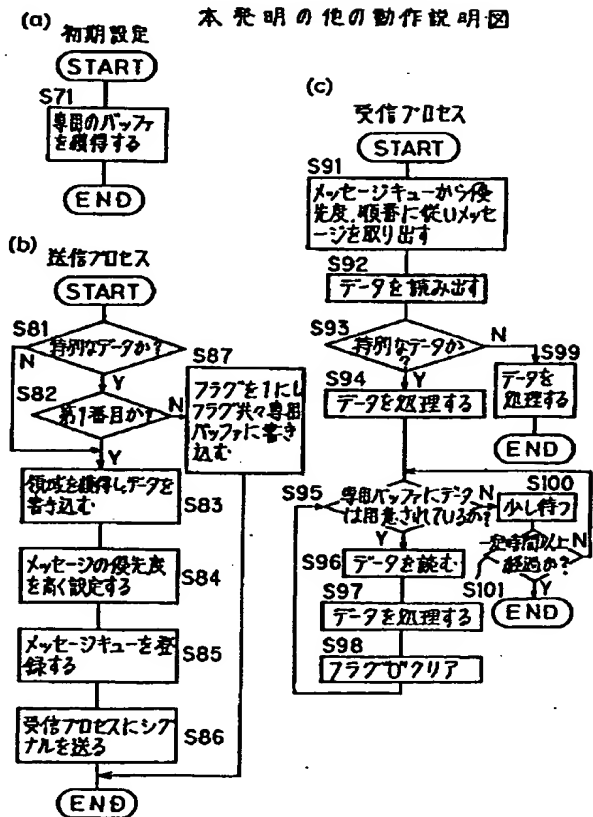 本発明の他の動作説明図
(a)
初期設定
START
S71
専用のバッファ
を獲得する
END
(b)
送信プロセス
START
S81
特別なデータか?
N
Y
S82
第1番目か?
N
Y
S87
フラグを1にし
フラグ共々専用
バッファに書き
込む
領域を獲得しデータを
書き込む
S83
メッセージの優先度
を高く設定する
S84
メッセージキューを登
録する
S85
受信プロセスにシグ
ナルを送る
S86
END
(c)
受信プロセス
START
S91
メッセージキューから優
先度、順番に従いメッセ
ージを取り出す
S92
データを読み出す
S93
特別なデータか
?
N
Y
S99
データを
処理する
END
S94
データを処理する
S95
専用バッファにデータ
は用意されているか?
N
Y
S100
少し待つ
一定時間以上
経過か?
N
Y
S101
END
S96
データを読む
S97
データを処理する
S98
フラグ"0"クリア